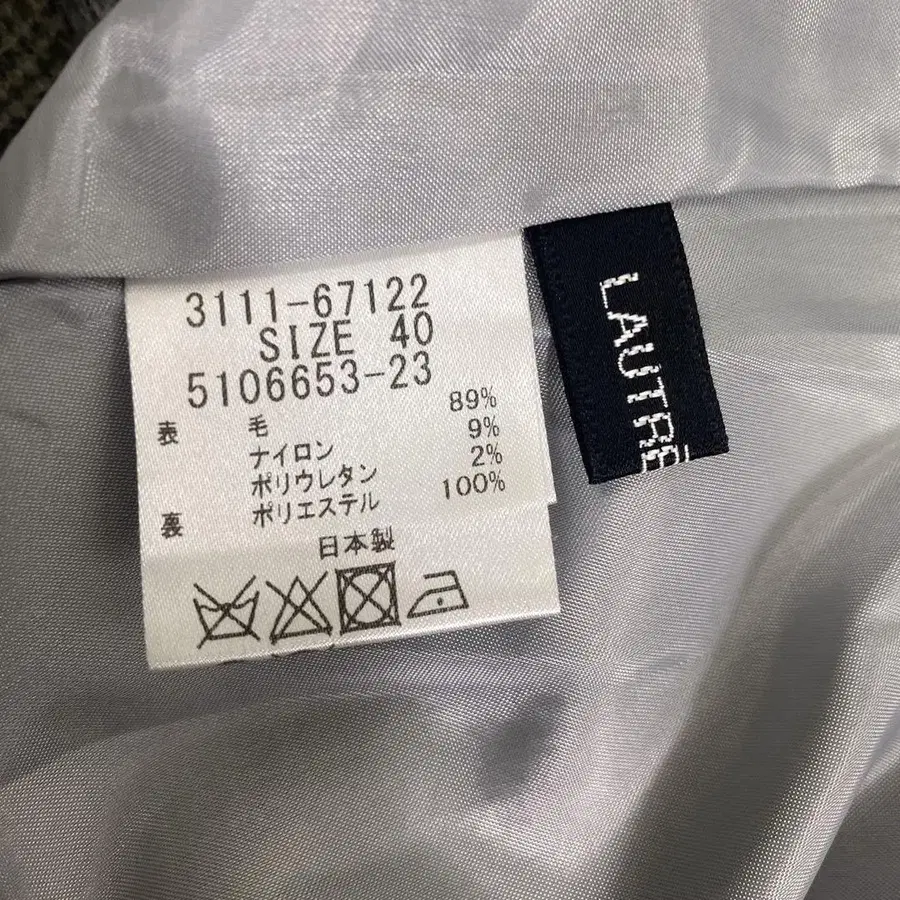 3111-67122
SIZE 40
5106653-23
表 毛 89%
ナイロン 9%
ポリウレタン 2%
裏 ポリエステル 100%
日本製
LAUTRE